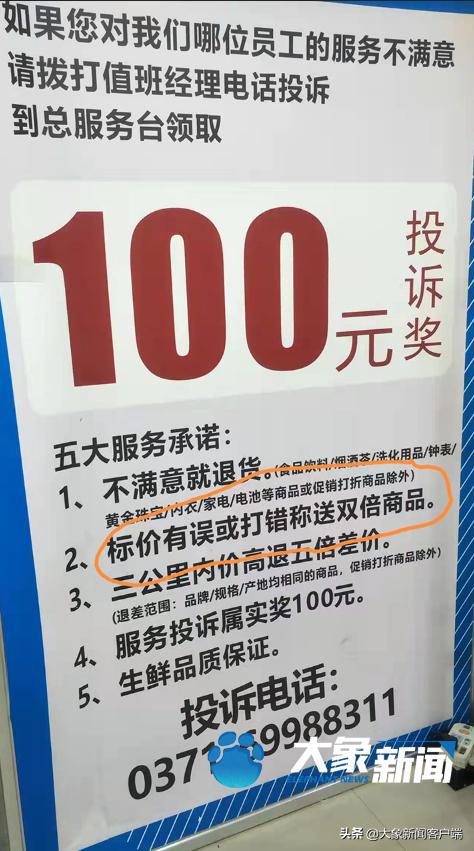 如果您对我们哪位员工的服务不满意
请拨打值班经理电话投诉
到总服务台领取
100元
投诉奖
五大服务承诺：
1、不满意就退货。(食品饮料/烟酒茶/洗化用品/钟表/
黄金珠宝/内衣/家电/电池等商品或促销打折商品除外)
2、标价有误或打错称送双倍商品。
3、三公里内价高退五倍差价。
(退差范围：品牌/规格/产地均相同的商品，促销打折商品除外)
4、服务投诉属实奖100元。
5、生鲜品质保证。
投诉电话：
0371 9988311
大象新闻
ELEPHANT NEWS
头条 @大象新闻客户端